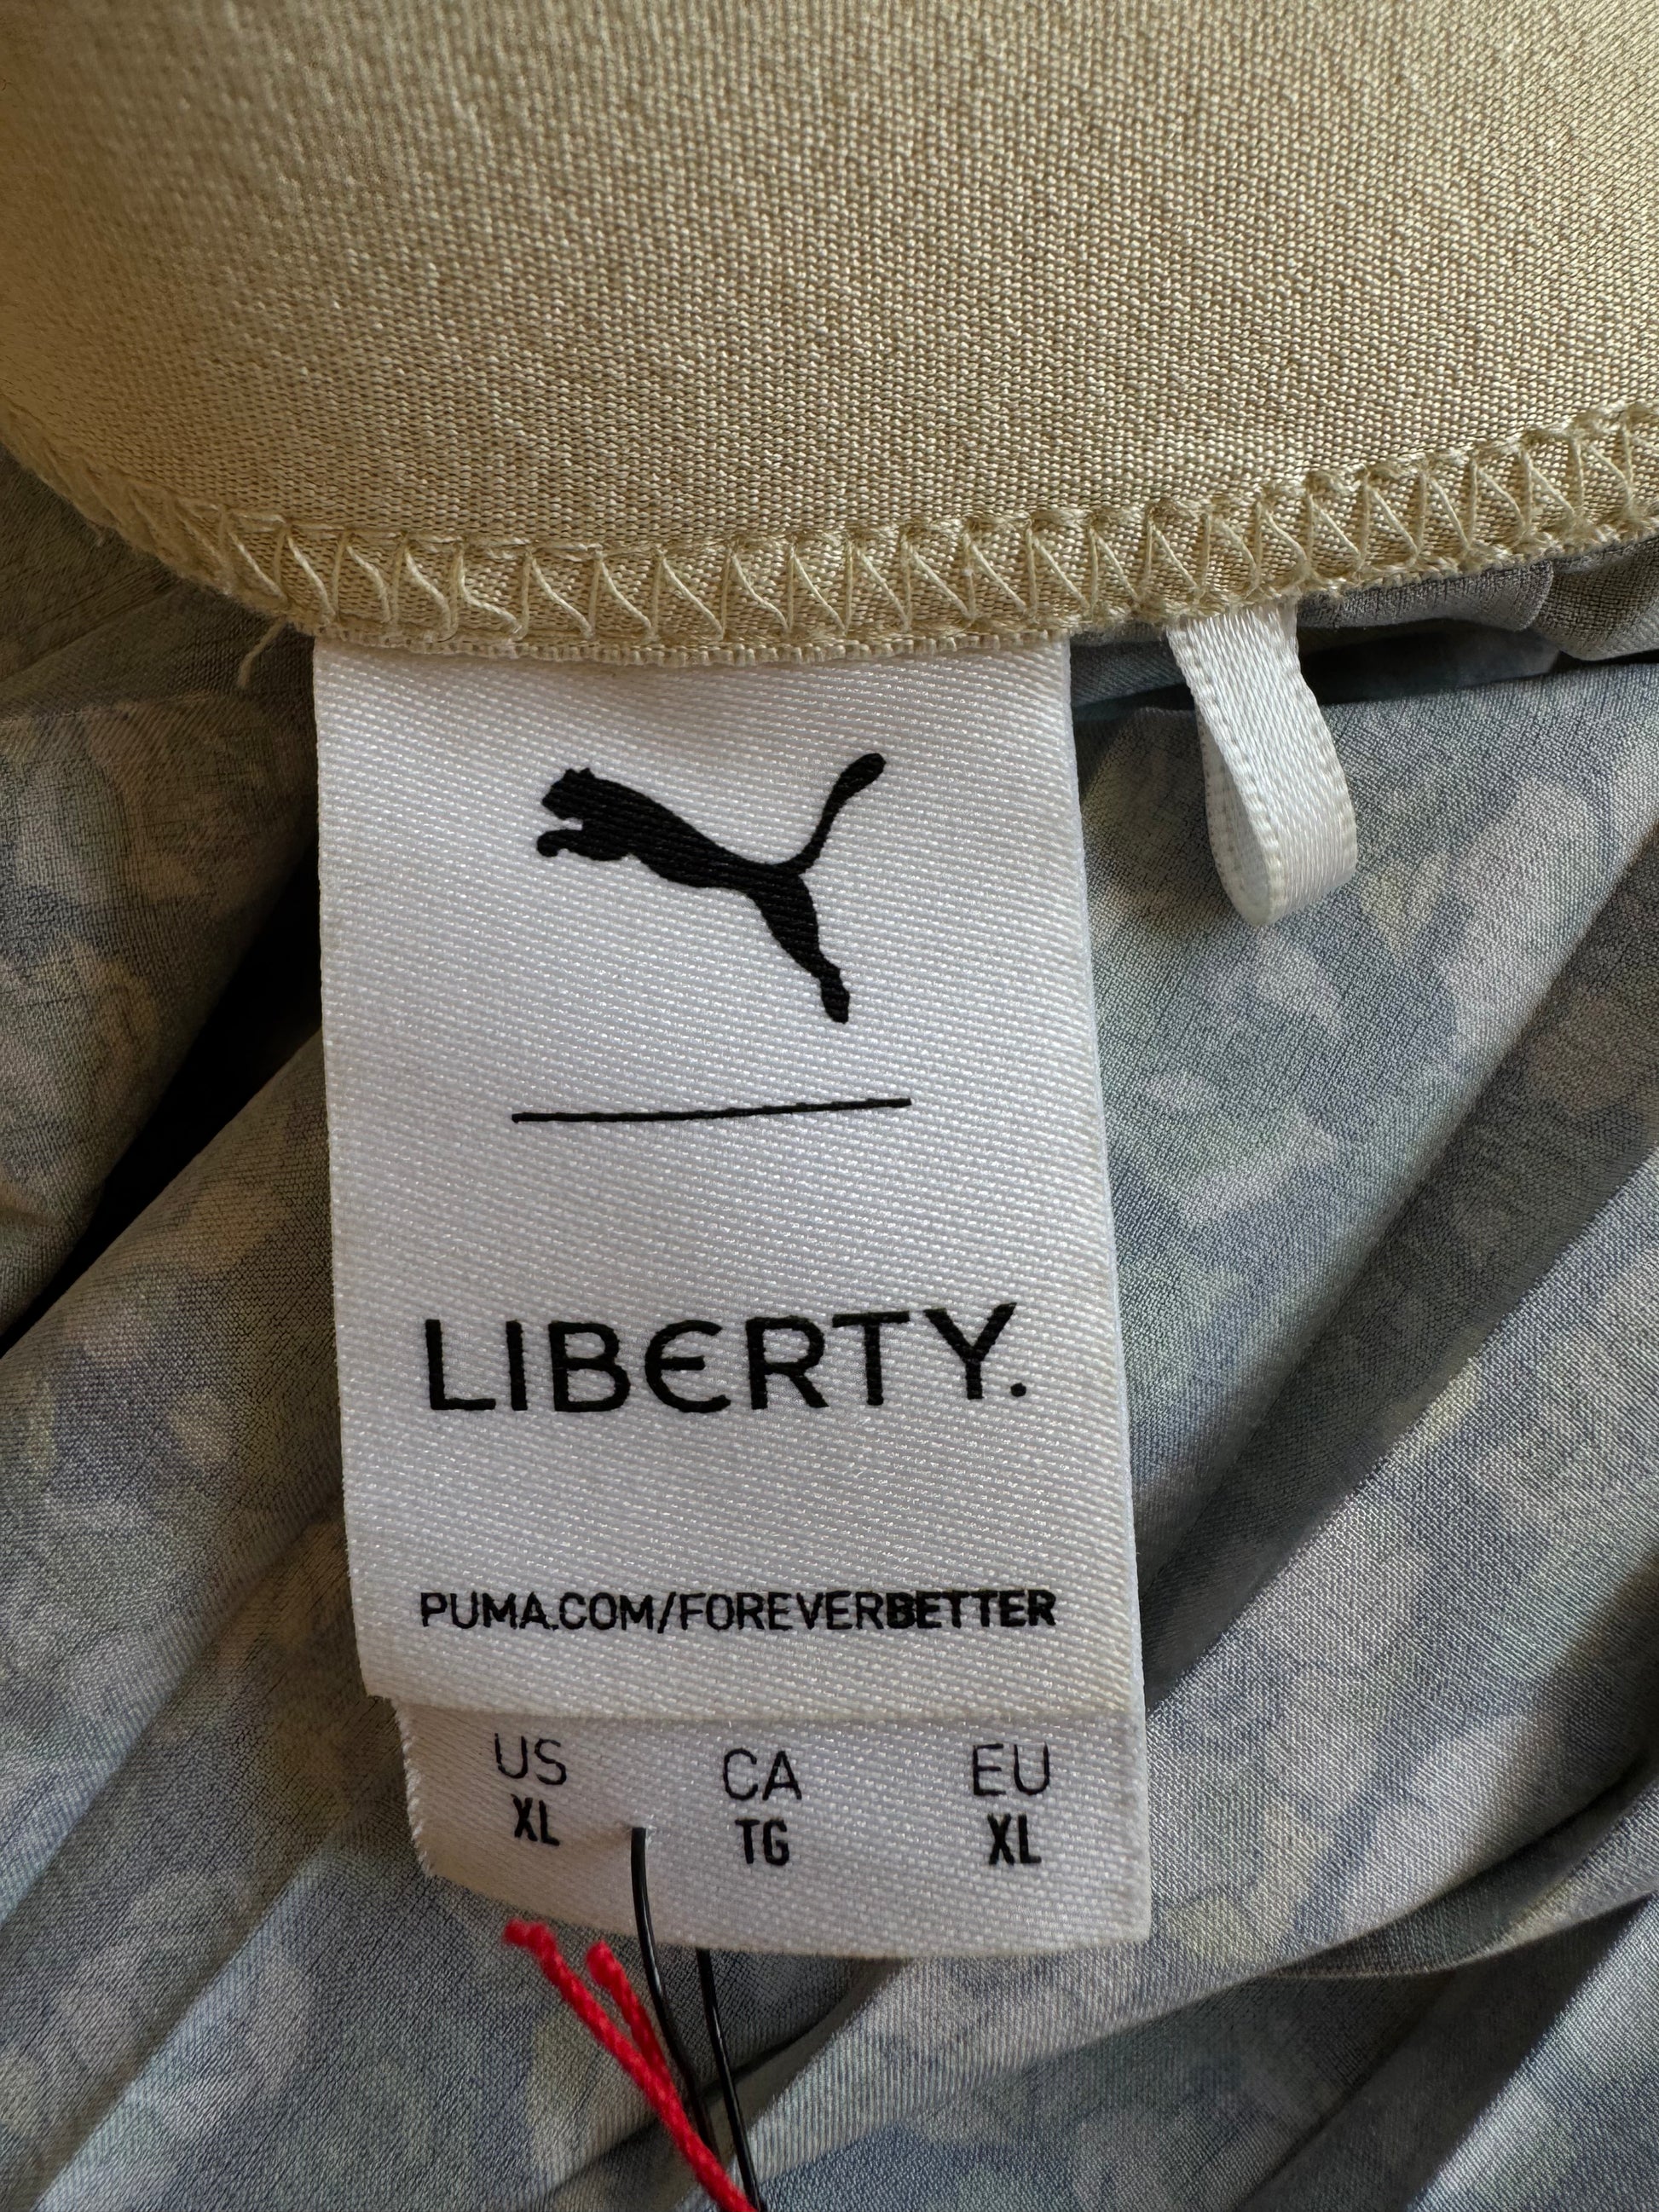 LIBERTY.
PUMA.COM/FOREVERBETTER
US CA EU
XL TG XL